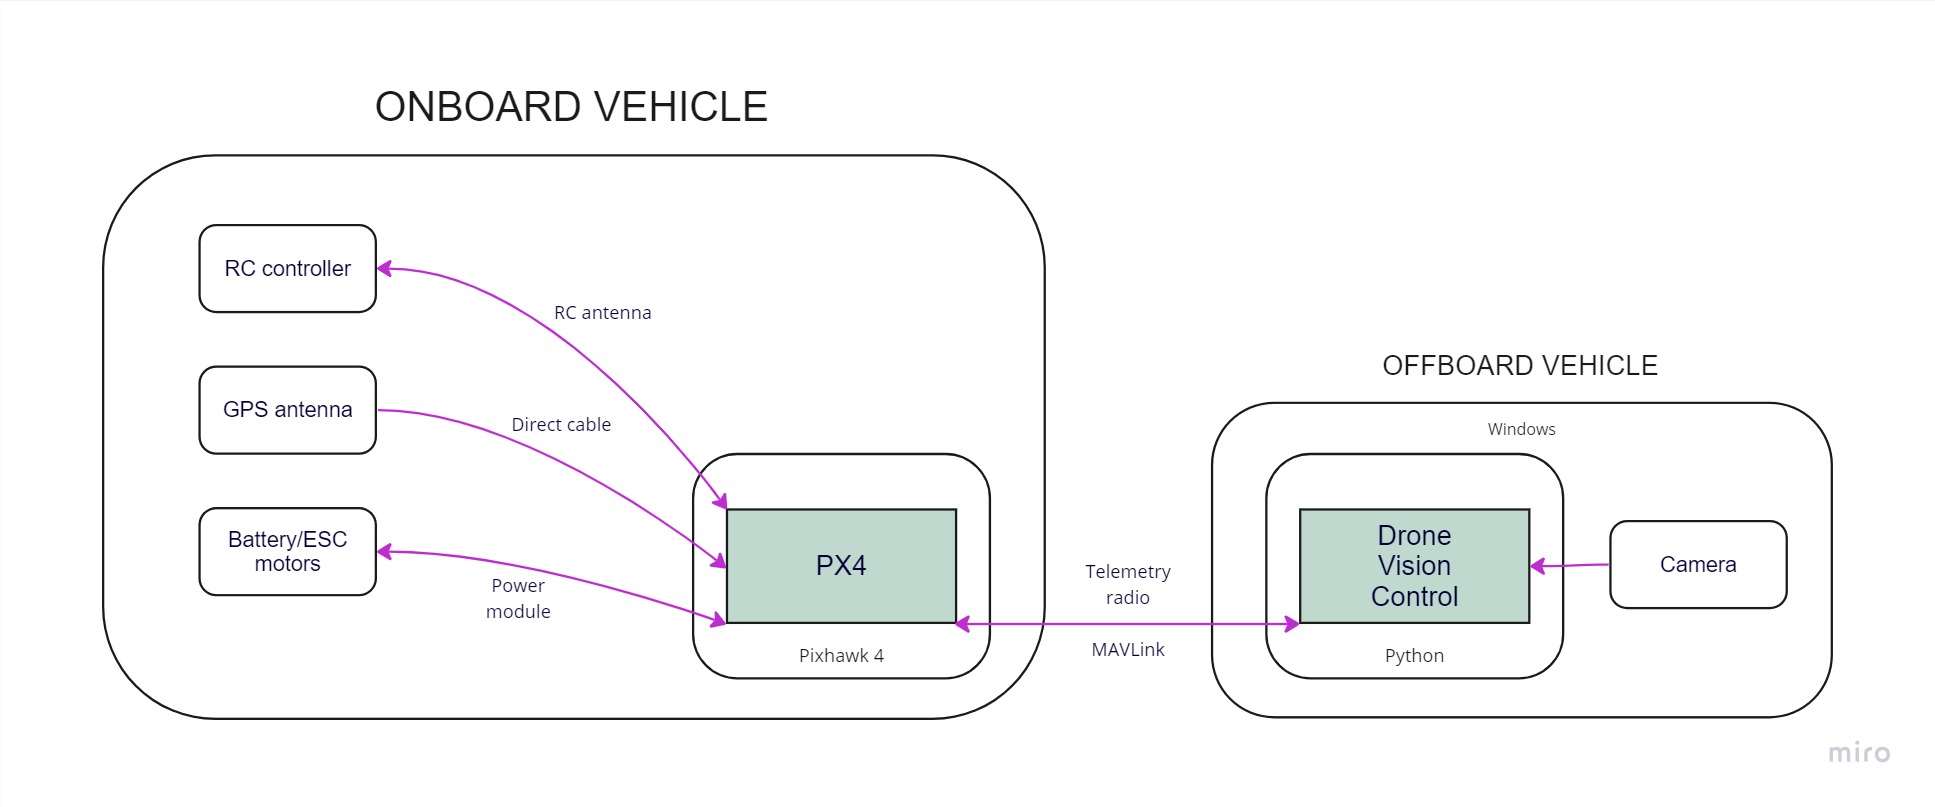 ONBOARD VEHICLE
RC controller
RC antenna
GPS antenna
Direct cable
Battery/ESC
motors
Power
module
PX4
Pixhawk 4
Telemetry
radio
MAVLink
OFFBOARD VEHICLE
Windows
Drone
Vision
Control
Python
Camera
miro